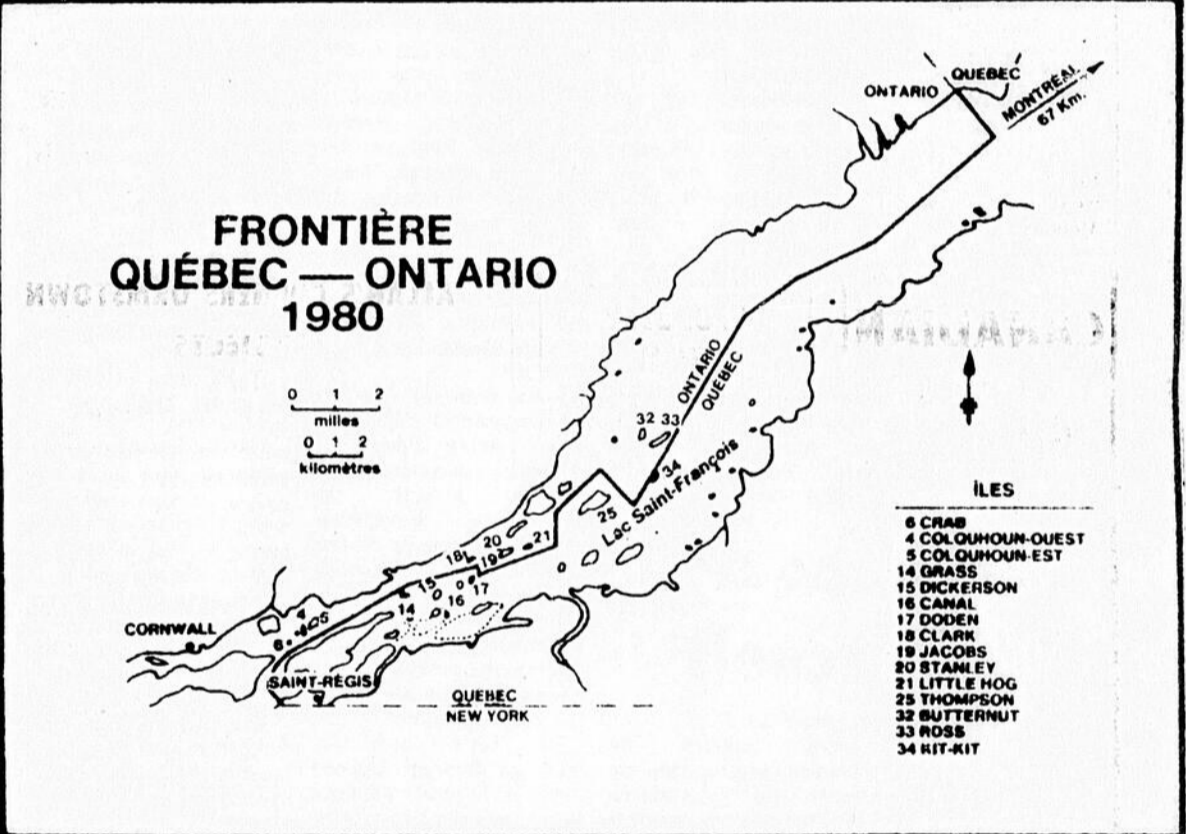 FRONTIÈRE
QUÉBEC — ONTARIO
1980
0 1 2
milles
0 1 2
kilomètres
ONTARIO
QUEBEC
MONTRÉAL
67 Km.
ONTARIO
QUÉBEC
32 33
34
25
Lac Saint-François
18
20
19
21
15
17
16
14
4
5
6
CORNWALL
SAINT-RÉGIS
QUEBEC
NEW YORK
ÎLES
6 CRAB
4 COLQUHOUN-OUEST
5 COLQUHOUN-EST
14 GRASS
15 DICKERSON
16 CANAL
17 DODEN
18 CLARK
19 JACOBS
20 STANLEY
21 LITTLE HOG
25 THOMPSON
32 BUTTERNUT
33 ROSS
34 KIT-KIT